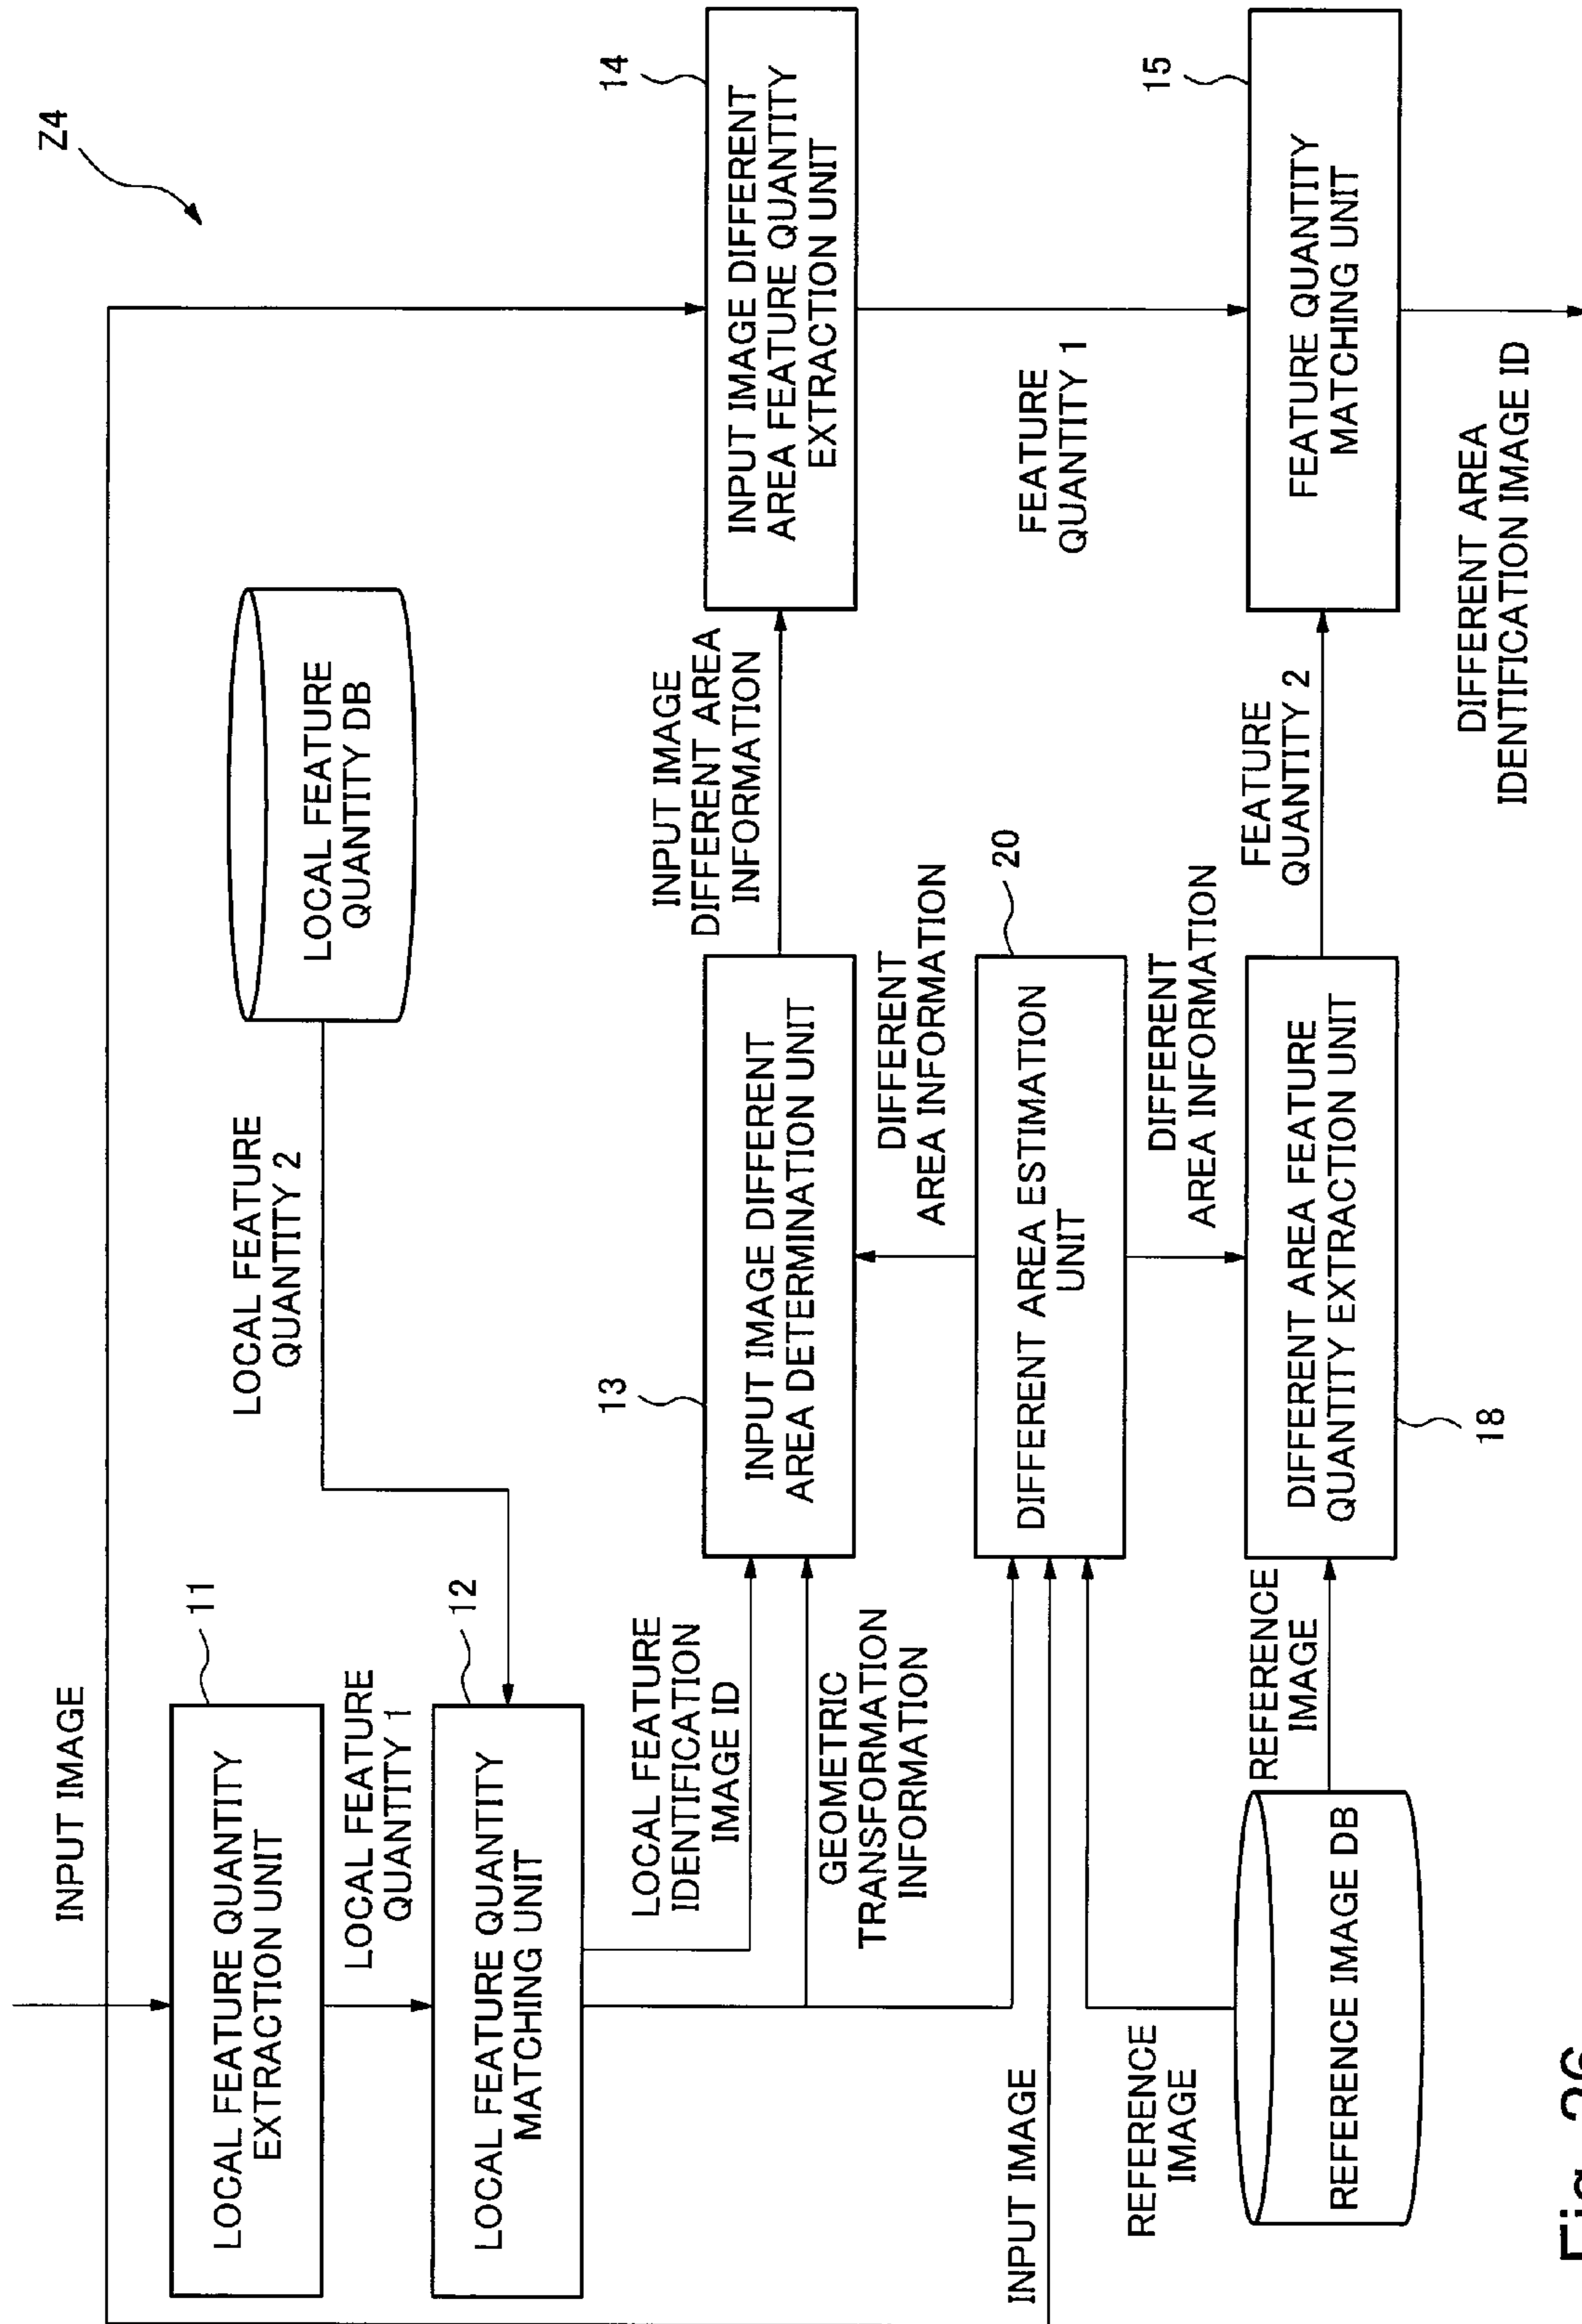 Z4
INPUT IMAGE
11
LOCAL FEATURE QUANTITY
EXTRACTION UNIT
LOCAL FEATURE
QUANTITY 1
12
LOCAL FEATURE QUANTITY
MATCHING UNIT
LOCAL FEATURE
QUANTITY 2
LOCAL FEATURE
QUANTITY DB
LOCAL FEATURE
IDENTIFICATION
IMAGE ID
GEOMETRIC
TRANSFORMATION
INFORMATION
13
INPUT IMAGE DIFFERENT
AREA DETERMINATION UNIT
INPUT IMAGE
DIFFERENT AREA
INFORMATION
14
INPUT IMAGE DIFFERENT
AREA FEATURE QUANTITY
EXTRACTION UNIT
DIFFERENT
AREA INFORMATION
INPUT IMAGE
20
DIFFERENT AREA ESTIMATION
UNIT
FEATURE
QUANTITY 1
REFERENCE
IMAGE
DIFFERENT
AREA INFORMATION
REFERENCE IMAGE DB
REFERENCE
IMAGE
DIFFERENT AREA FEATURE
QUANTITY EXTRACTION UNIT
18
FEATURE
QUANTITY 2
15
FEATURE QUANTITY
MATCHING UNIT
DIFFERENT AREA
IDENTIFICATION IMAGE ID
Fig. 26